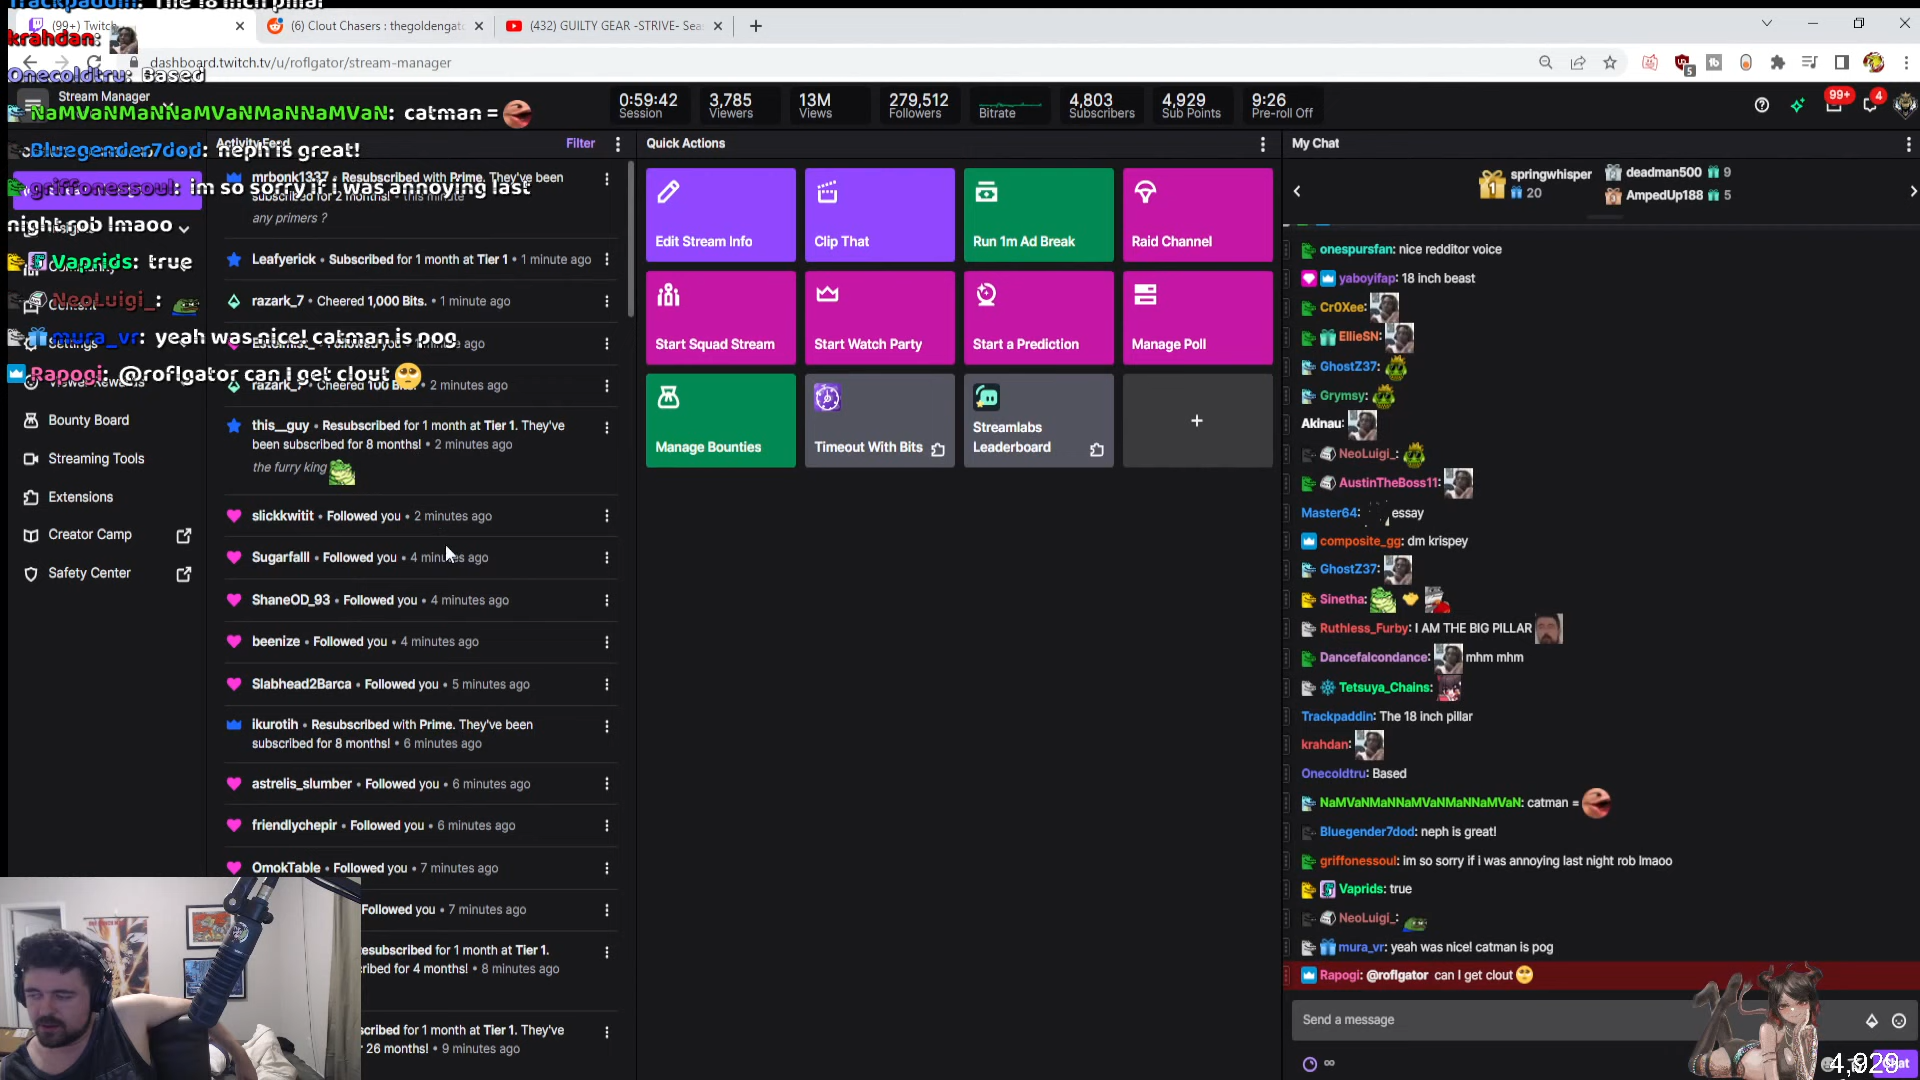 Trackpaddin: The 18 inch pillar
(99+) Twitch
(6) Clout Chasers : thegoldengat
(432) GUILTY GEAR -STRIVE- Sea
krahdan:
dashboard.twitch.tv/u/roflgator/stream-manager
5
Onecoldtru: Based
Stream Manager
NaMVaNMaNNaMVaNMaNNaMVaN: catman =
Bluegender7dod: neph is great!
griffonessoul: im so sorry if i was annoying last
night rob lmaoo
Vaprids: true
NeoLuigi_:
mura_vr: yeah was nice! catman is pog
Rapogi: @roflgator can I get clout
Settings
Bounty Board
Streaming Tools
Extensions
Creator Camp
Safety Center
0:59:42
Session
3,785
Viewers
13M
Views
279,512
Followers
Bitrate
4,803
Subscribers
4,929
Sub Points
9:26
Pre-roll Off
99+
4
Activity Feed
Filter
mrbonk1337 • Resubscribed with Prime. They've been
subscribed for 2 months! • this minute
any primers ?
Leafyerick • Subscribed for 1 month at Tier 1 • 1 minute ago
razark_7 • Cheered 1,000 Bits. • 1 minute ago
razark_7 • Cheered 100 Bits. • 2 minutes ago
this__guy • Resubscribed for 1 month at Tier 1. They've
been subscribed for 8 months! • 2 minutes ago
the furry king
slickkwitit • Followed you • 2 minutes ago
Sugarfalll • Followed you • 4 minutes ago
ShaneOD_93 • Followed you • 4 minutes ago
beenize • Followed you • 4 minutes ago
Slabhead2Barca • Followed you • 5 minutes ago
ikurotih • Resubscribed with Prime. They've been
subscribed for 8 months! • 6 minutes ago
astrelis_slumber • Followed you • 6 minutes ago
friendlychepir • Followed you • 6 minutes ago
OmokTable • Followed you • 7 minutes ago
Followed you • 7 minutes ago
esubscribed for 1 month at Tier 1.
ribed for 4 months! • 8 minutes ago
scribed for 1 month at Tier 1. They've
26 months! • 9 minutes ago
Quick Actions
Edit Stream Info
Clip That
Run 1m Ad Break
Raid Channel
Start Squad Stream
Start Watch Party
Start a Prediction
Manage Poll
Manage Bounties
Timeout With Bits
Streamlabs
Leaderboard
+
My Chat
1
springwhisper
20
deadman500 9
AmpedUp188 5
onespursfan: nice redditor voice
yaboyifap: 18 inch beast
Cr0Xee:
EllieSN:
GhostZ37:
Grymsy:
Akinau:
NeoLuigi_:
AustinTheBoss11:
Master64: essay
composite_gg: dm krispey
GhostZ37:
Sinetha:
Ruthless_Furby: I AM THE BIG PILLAR
Dancefalcondance: mhm mhm
Tetsuya_Chains:
Trackpaddin: The 18 inch pillar
krahdan:
Onecoldtru: Based
NaMVaNMaNNaMVaNMaNNaMVaN: catman =
Bluegender7dod: neph is great!
griffonessoul: im so sorry if i was annoying last night rob lmaoo
Vaprids: true
NeoLuigi_:
mura_vr: yeah was nice! catman is pog
Rapogi: @roflgator can I get clout
Send a message
∞
4,929
Chat